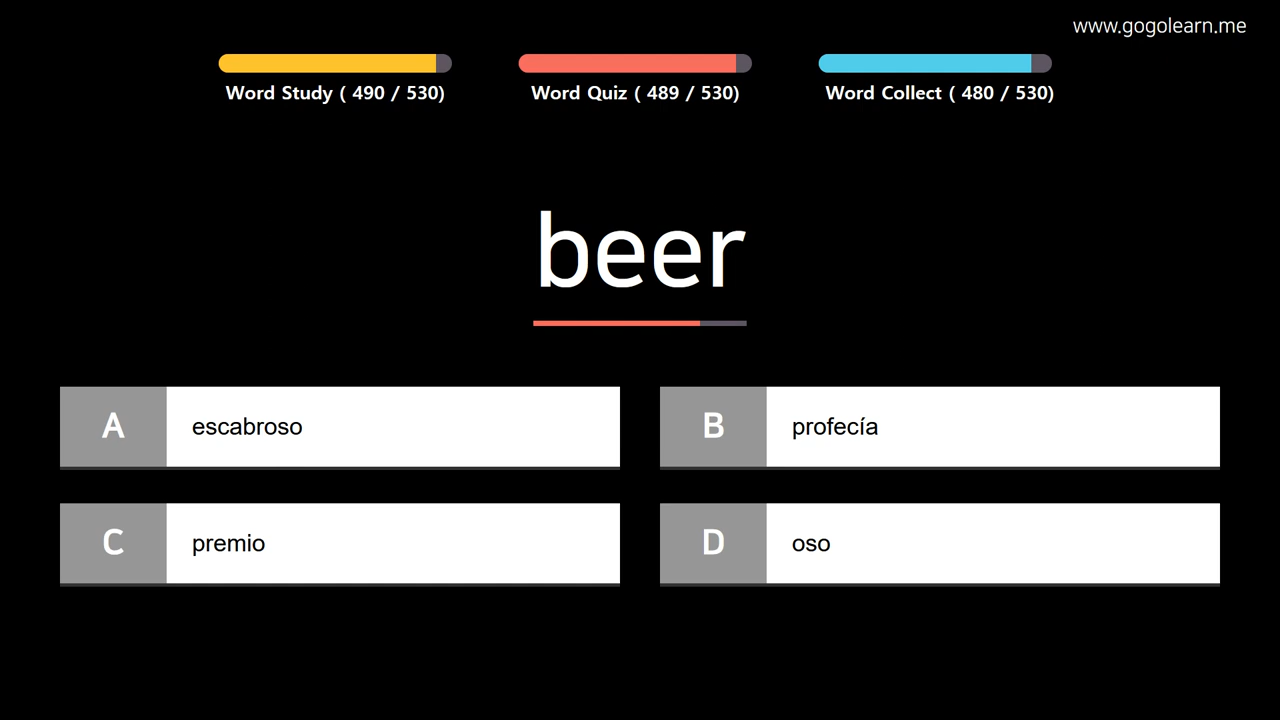 www.gogolearn.me
Word Study ( 490 / 530)
Word Quiz ( 489 / 530)
Word Collect ( 480 / 530)
beer
A escabroso
B profecía
C premio
D oso